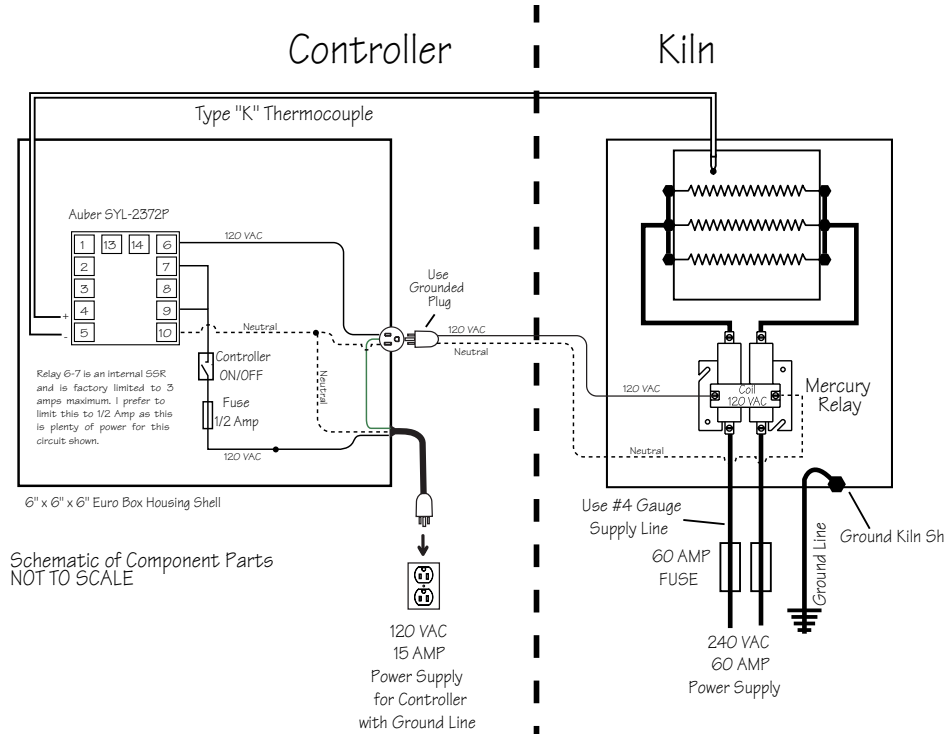 Controller
Kiln
Type "K" Thermocouple
Auber SYL-2372P
1 13 14 6
2 7
3 8
4 9
5 10
+
-
120 VAC
Neutral
Use
Grounded
Plug
120 VAC
Neutral
Controller
ON/OFF
Fuse
1/2 Amp
Neutral
120 VAC
Relay 6-7 is an internal SSR
and is factory limited to 3
amps maximum. I prefer to
limit this to 1/2 Amp as this
is plenty of power for this
circuit shown.
6" x 6" x 6" Euro Box Housing Shell
Schematic of Component Parts
NOT TO SCALE
120 VAC
15 AMP
Power Supply
for Controller
with Ground Line
120 VAC
Coil
120 VAC
Mercury
Relay
Neutral
Use #4 Gauge
Supply Line
60 AMP
FUSE
Ground Line
Ground Kiln Sh
240 VAC
60 AMP
Power Supply